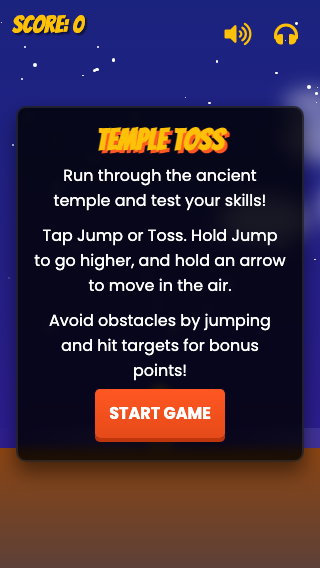 SCORE: 0
TEMPLE TOSS
Run through the ancient
temple and test your skills!
Tap Jump or Toss. Hold Jump
to go higher, and hold an arrow
to move in the air.
Avoid obstacles by jumping
and hit targets for bonus
points!
START GAME